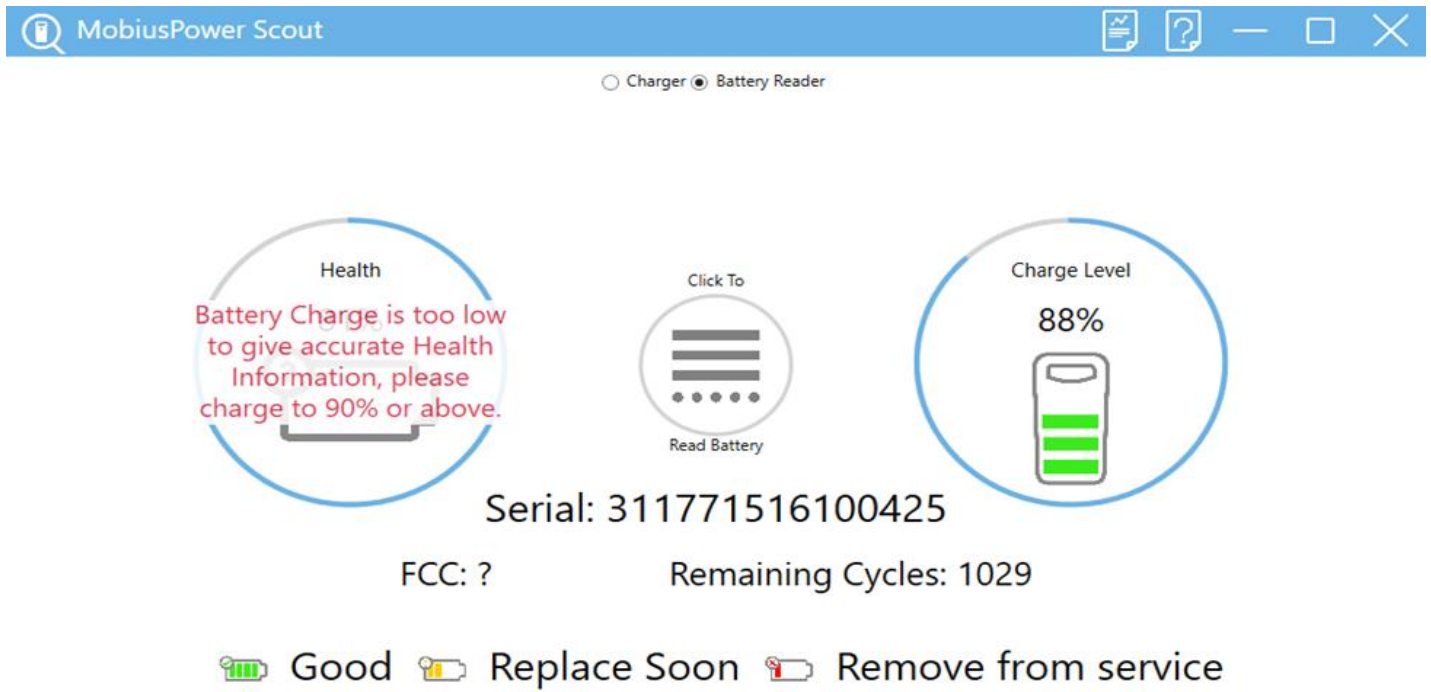 MobiusPower Scout
Charger Battery Reader
Health
Battery Charge is too low
to give accurate Health
Information, please
charge to 90% or above.
Click To
Read Battery
Charge Level
88%
Serial: 311771516100425
FCC: ?
Remaining Cycles: 1029
Good Replace Soon Remove from service